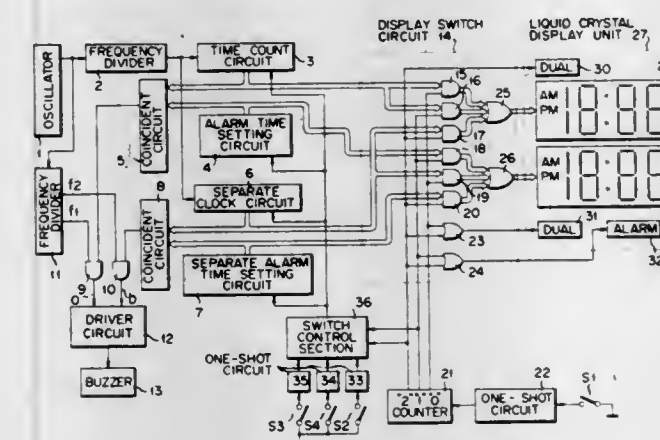 DISPLAY SWITCH
CIRCUIT 14
LIQUID CRYSTAL
DISPLAY UNIT 27
OSCILLATOR
1
FREQUENCY
DIVIDER
2
TIME COUNT
CIRCUIT
3
DUAL
30
15
16
25
AM
PM
COINCIDENT
CIRCUIT
5
ALARM TIME
SETTING
CIRCUIT
4
17
18
AM
PM
26
6
SEPARATE
CLOCK CIRCUIT
19
20
8
FREQUENCY
DIVIDER
f2
f1
11
COINCIDENT
CIRCUIT
23
DUAL
31
ALARM
32
24
SEPARATE ALARM
TIME SETTING
CIRCUIT
7
9
10
a
b
DRIVER
CIRCUIT
12
SWITCH
CONTROL
SECTION
36
ONE-SHOT
CIRCUIT
35
34
33
BUZZER
13
S3
S4
S2
"2" "1" "0"
COUNTER
21
ONE-SHOT
CIRCUIT
22
S1